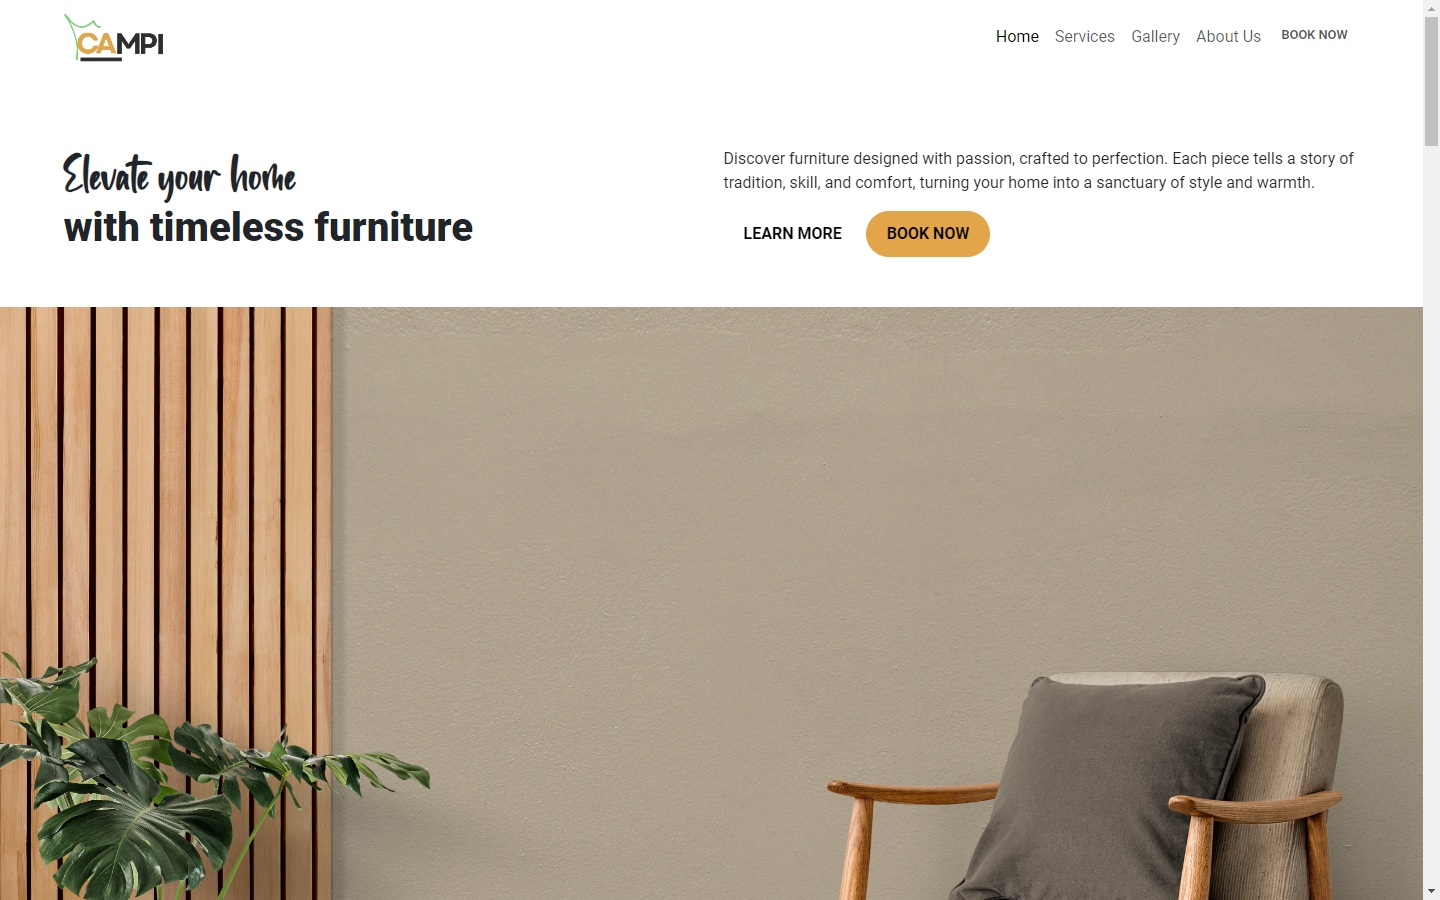 CAMPI
Home Services Gallery About Us BOOK NOW
Elevate your home
with timeless furniture
Discover furniture designed with passion, crafted to perfection. Each piece tells a story of
tradition, skill, and comfort, turning your home into a sanctuary of style and warmth.
LEARN MORE BOOK NOW